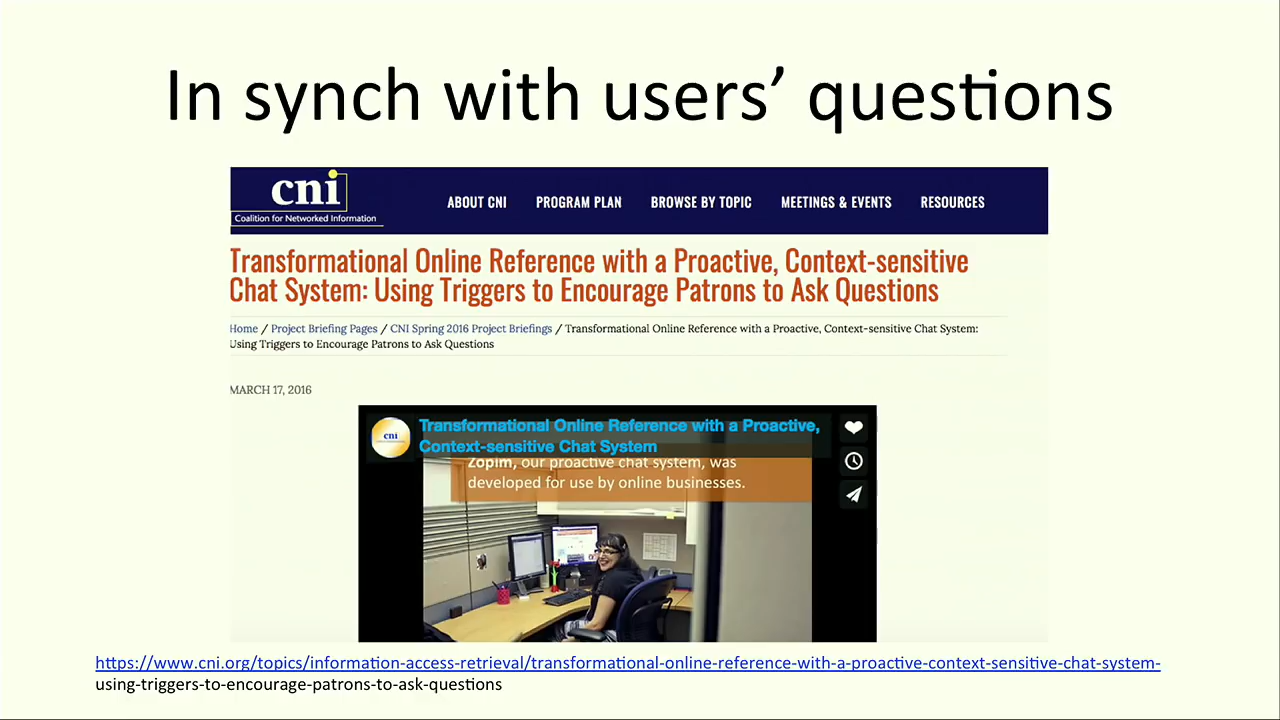 In synch with users’ questions
cni
Coalition for Networked Information
ABOUT CNI PROGRAM PLAN BROWSE BY TOPIC MEETINGS & EVENTS RESOURCES
Transformational Online Reference with a Proactive, Context-sensitive
Chat System: Using Triggers to Encourage Patrons to Ask Questions
Home / Project Briefing Pages / CNI Spring 2016 Project Briefings / Transformational Online Reference with a Proactive, Context-sensitive Chat System:
Using Triggers to Encourage Patrons to Ask Questions
MARCH 17, 2016
cni
Transformational Online Reference with a Proactive,
Context-sensitive Chat System
Zopim, our proactive chat system, was
developed for use by online businesses.
https://www.cni.org/topics/information-access-retrieval/transformational-online-reference-with-a-proactive-context-sensitive-chat-system-
using-triggers-to-encourage-patrons-to-ask-questions